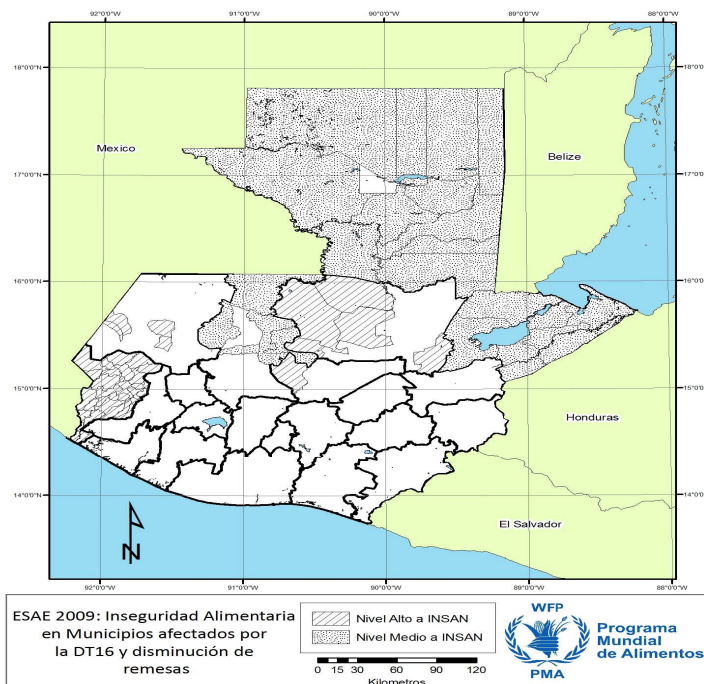 92°0'0"W 91°0'0"W 90°0'0"W 89°0'0"W 88°0'0"W
18°0'0"N 18°0'0"N
Mexico
Belize
17°0'0"N 17°0'0"N
16°0'0"N 16°0'0"N
15°0'0"N 15°0'0"N
Honduras
14°0'0"N 14°0'0"N
El Salvador
N
92°0'0"W 91°0'0"W 90°0'0"W 89°0'0"W 88°0'0"W
ESAE 2009: Inseguridad Alimentaria
en Municipios afectados por
la DT16 y disminución de
remesas
Nivel Alto a INSAN
Nivel Medio a INSAN
0 15 30 60 90 120
Kilometros
WFP
Programa
Mundial
de Alimentos
PMA